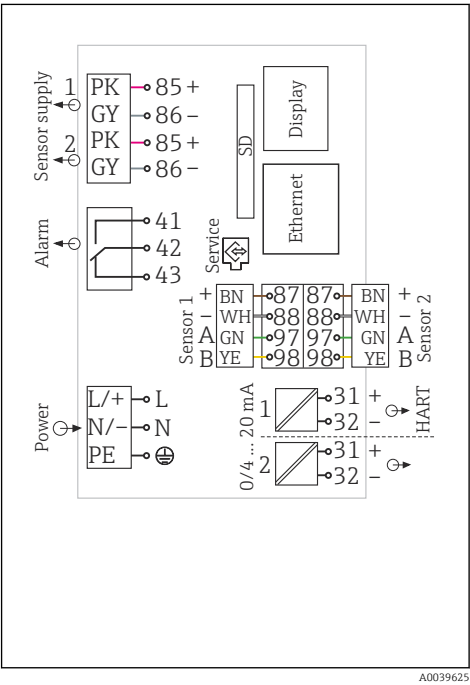 Sensor supply
1 PK 85 +
GY 86 –
2 PK 85 +
GY 86 –
SD
Display
Ethernet
Alarm
41
42
43
Service
Sensor 1
+ BN 87
– WH 88
A GN 97
B YE 98
87 BN +
88 WH –
97 GN A
98 YE B
Sensor 2
Power
L/+ L
N/– N
PE
0/4 ... 20 mA
1 31 +
32 –
HART
2 31 +
32 –
A0039625